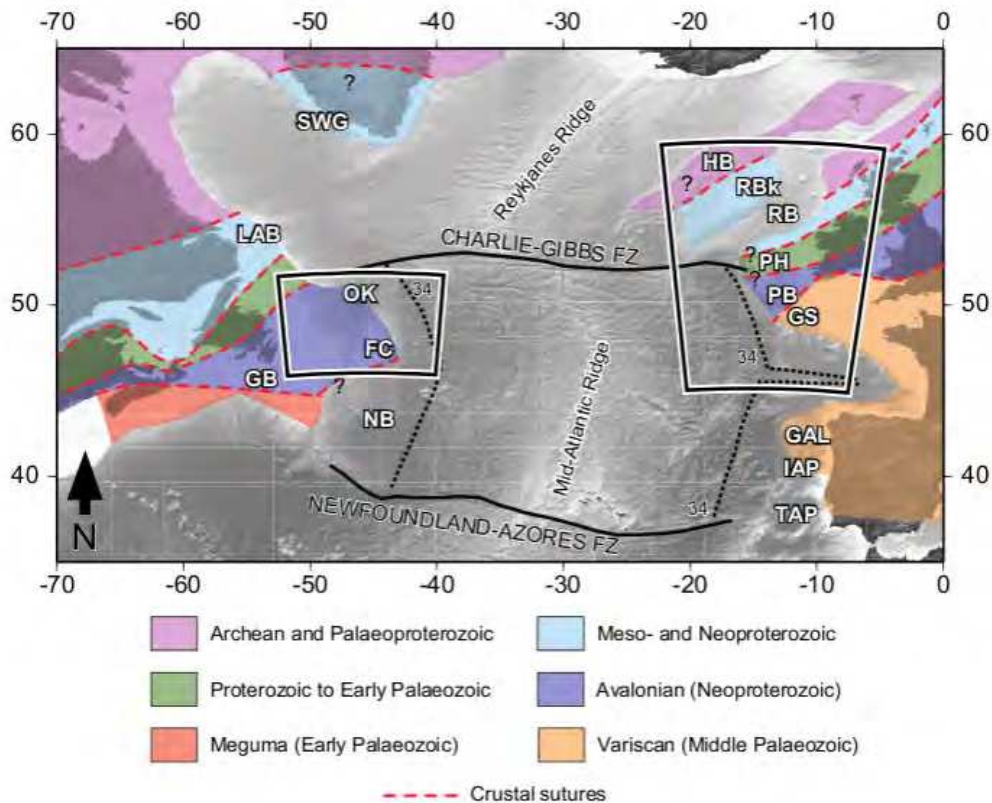 -70 -60 -50 -40 -30 -20 -10 0
?
SWG
60
60
Reykjanes Ridge
?
HB
?
RBk
RB
LAB
CHARLIE-GIBBS FZ
?
PH
?
50
50
OK
34
PB
GS
FC
34
GB
?
NB
Mid-Atlantic Ridge
GAL
40
40
IAP
34
TAP
N
NEWFOUNDLAND-AZORES FZ
-70 -60 -50 -40 -30 -20 -10 0
Archean and Palaeoproterozoic
Meso- and Neoproterozoic
Proterozoic to Early Palaeozoic
Avalonian (Neoproterozoic)
Meguma (Early Palaeozoic)
Variscan (Middle Palaeozoic)
Crustal sutures